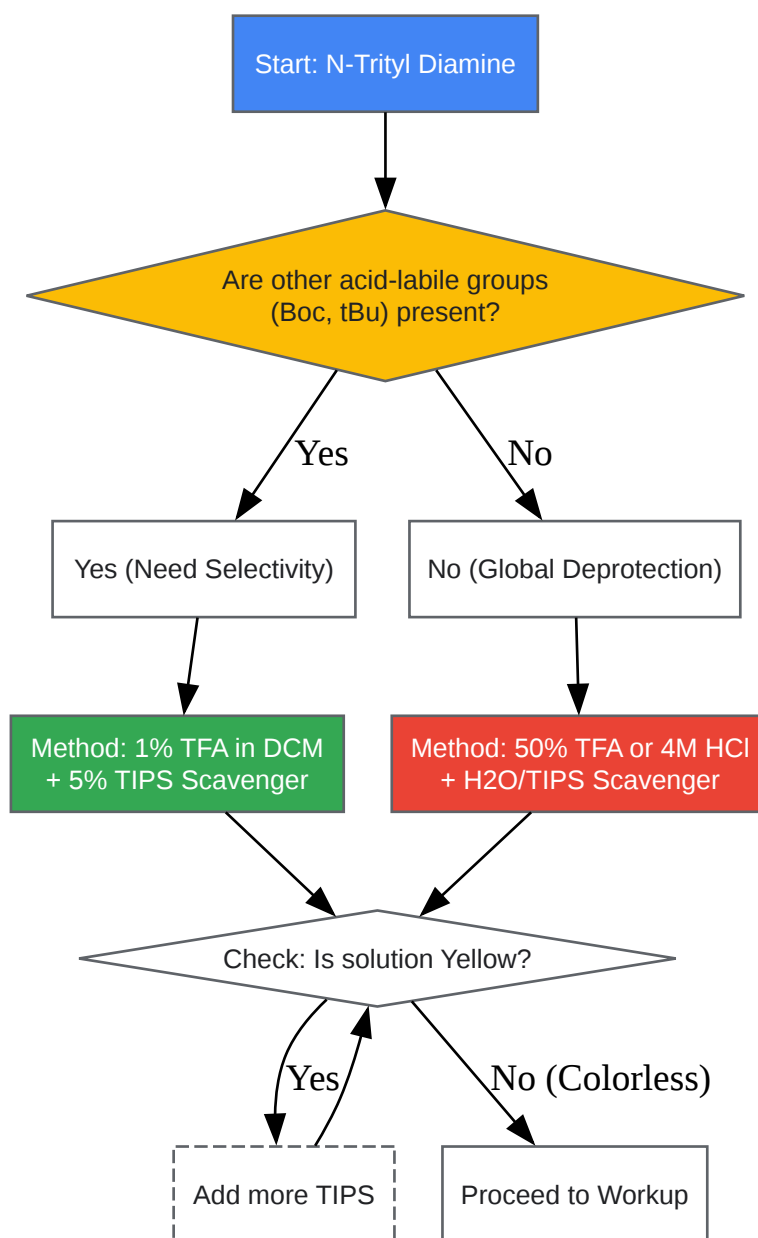 Start: N-Trityl Diamine
Are other acid-labile groups
(Boc, tBu) present?
Yes
No
Yes (Need Selectivity)
No (Global Deprotection)
Method: 1% TFA in DCM
+ 5% TIPS Scavenger
Method: 50% TFA or 4M HCl
+ H2O/TIPS Scavenger
Check: Is solution Yellow?
Yes
No (Colorless)
Add more TIPS
Proceed to Workup